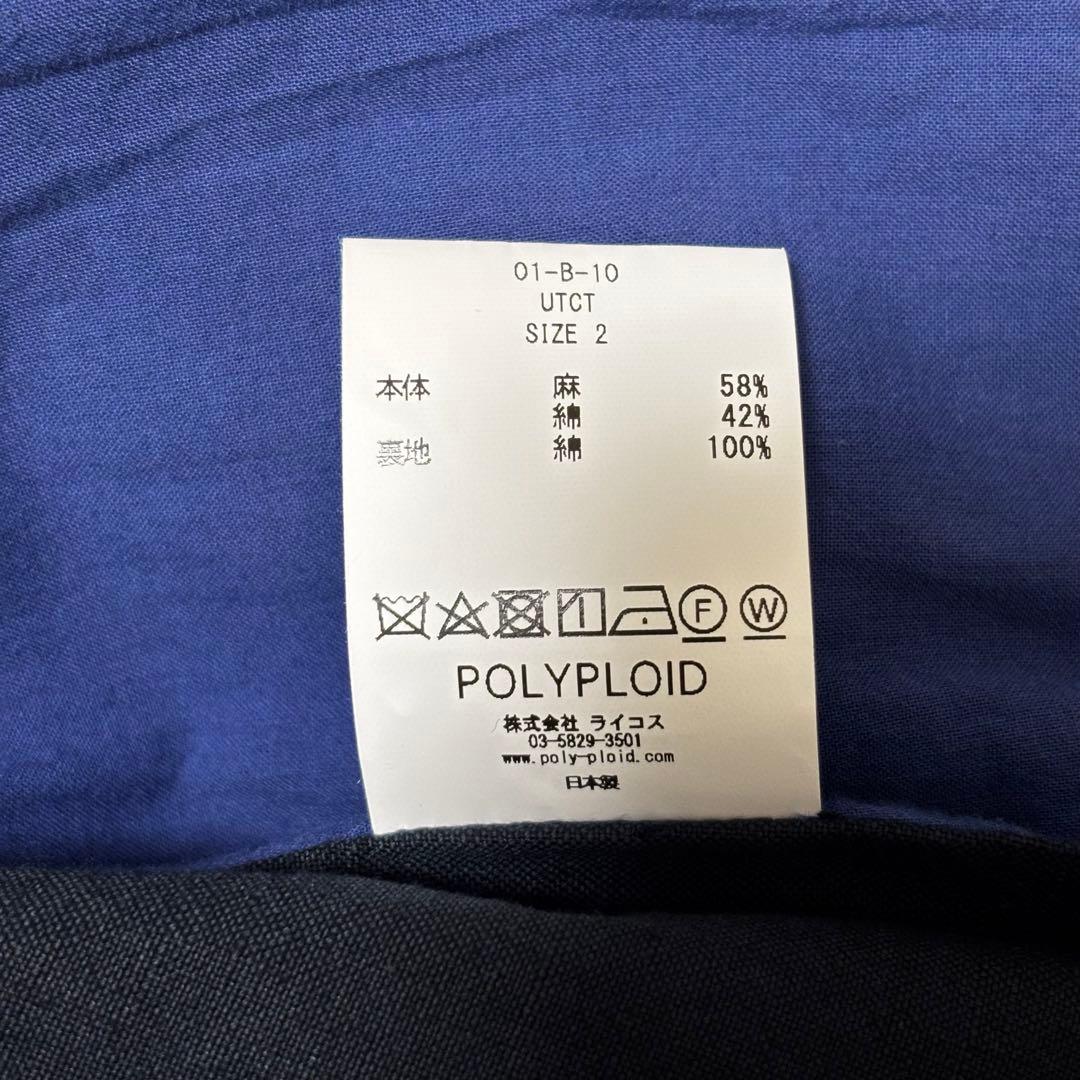 01-B-10
UTCT
SIZE 2
本体 麻 58%
綿 42%
裏地 綿 100%
F W
POLYPLOID
株式会社 ライコス
03-5829-3501
www.poly-ploid.com
日本製